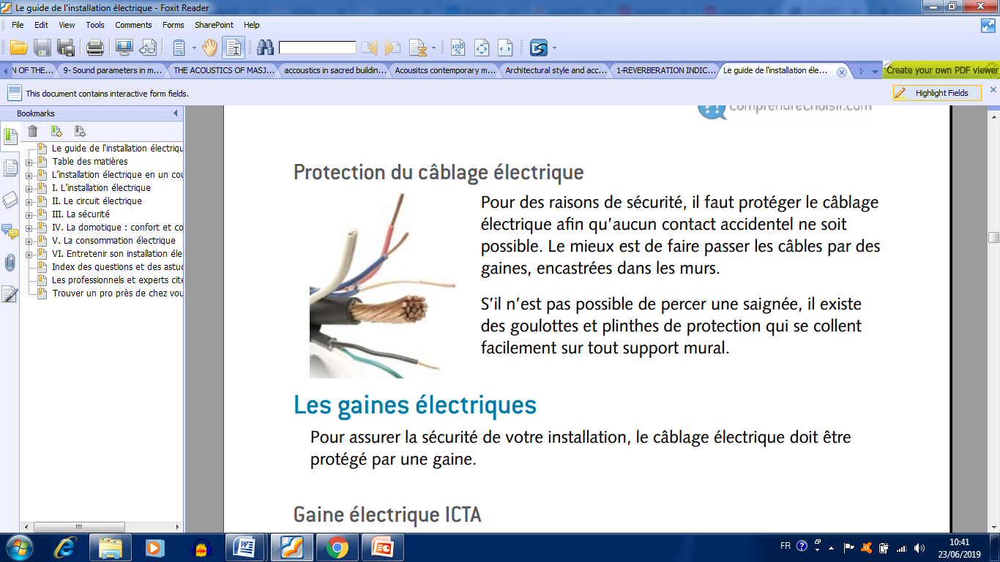 Le guide de l'installation électrique - Foxit Reader
File Edit View Tools Comments Forms SharePoint Help
N OF THE... 9- Sound parameters in m... THE ACOUSTICS OF MASJ... accoustics in sacred buildin... Acousitcs contemporary m... Architectural style and acc... 1-REVERBERATION INDIC... Le guide de l'installation éle... Create your own PDF viewer
This document contains interactive form fields. Highlight Fields
Bookmarks
Le guide de l'installation électriqu
Table des matières
L'installation électrique en un cou
I. L'installation électrique
II. Le circuit électrique
III. La sécurité
IV. La domotique : confort et co
V. La consommation électrique
VI. Entretenir son installation éle
Index des questions et des astuc
Les professionnels et experts cité
Trouver un pro près de chez vou
comprendrechoisir.com
Protection du câblage électrique
Pour des raisons de sécurité, il faut protéger le câblage
électrique afin qu'aucun contact accidentel ne soit
possible. Le mieux est de faire passer les câbles par des
gaines, encastrées dans les murs.
S'il n'est pas possible de percer une saignée, il existe
des goulottes et plinthes de protection qui se collent
facilement sur tout support mural.
Les gaines électriques
Pour assurer la sécurité de votre installation, le câblage électrique doit être
protégé par une gaine.
Gaine électrique ICTA
FR 10:41
23/06/2019